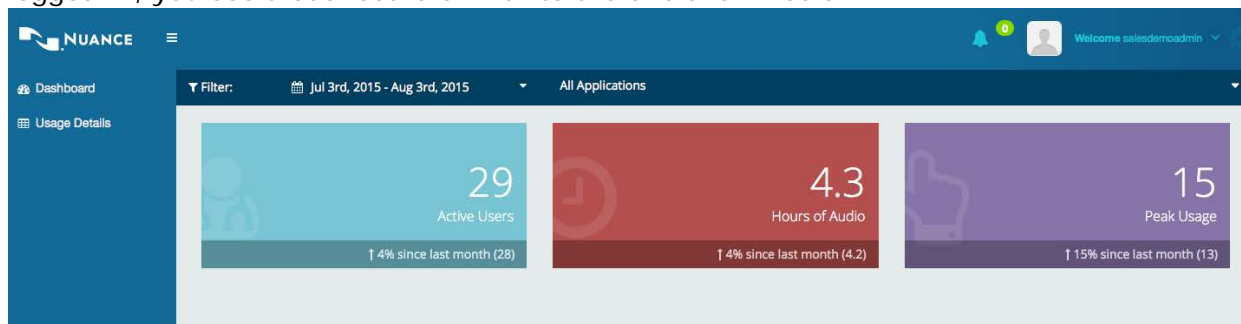 NUANCE
0
Welcome salesdemoadmin
Dashboard
Usage Details
Filter:
Jul 3rd, 2015 - Aug 3rd, 2015
All Applications
29
Active Users
↑ 4% since last month (28)
4.3
Hours of Audio
↑ 4% since last month (4.2)
15
Peak Usage
↑ 15% since last month (13)